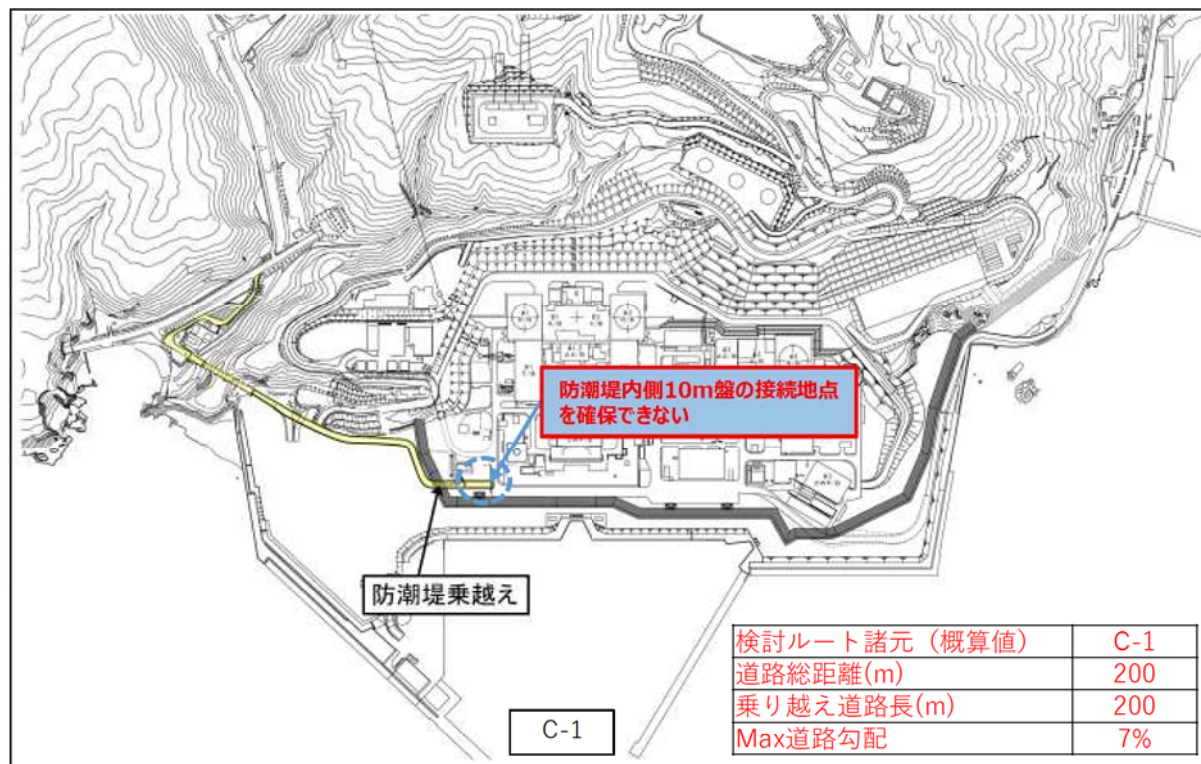 防潮堤内側10m盤の接続地点
を確保できない
防潮堤乗越え
C-1
検討ルート諸元（概算値） C-1
道路総距離(m) 200
乗り越え道路長(m) 200
Max道路勾配 7%